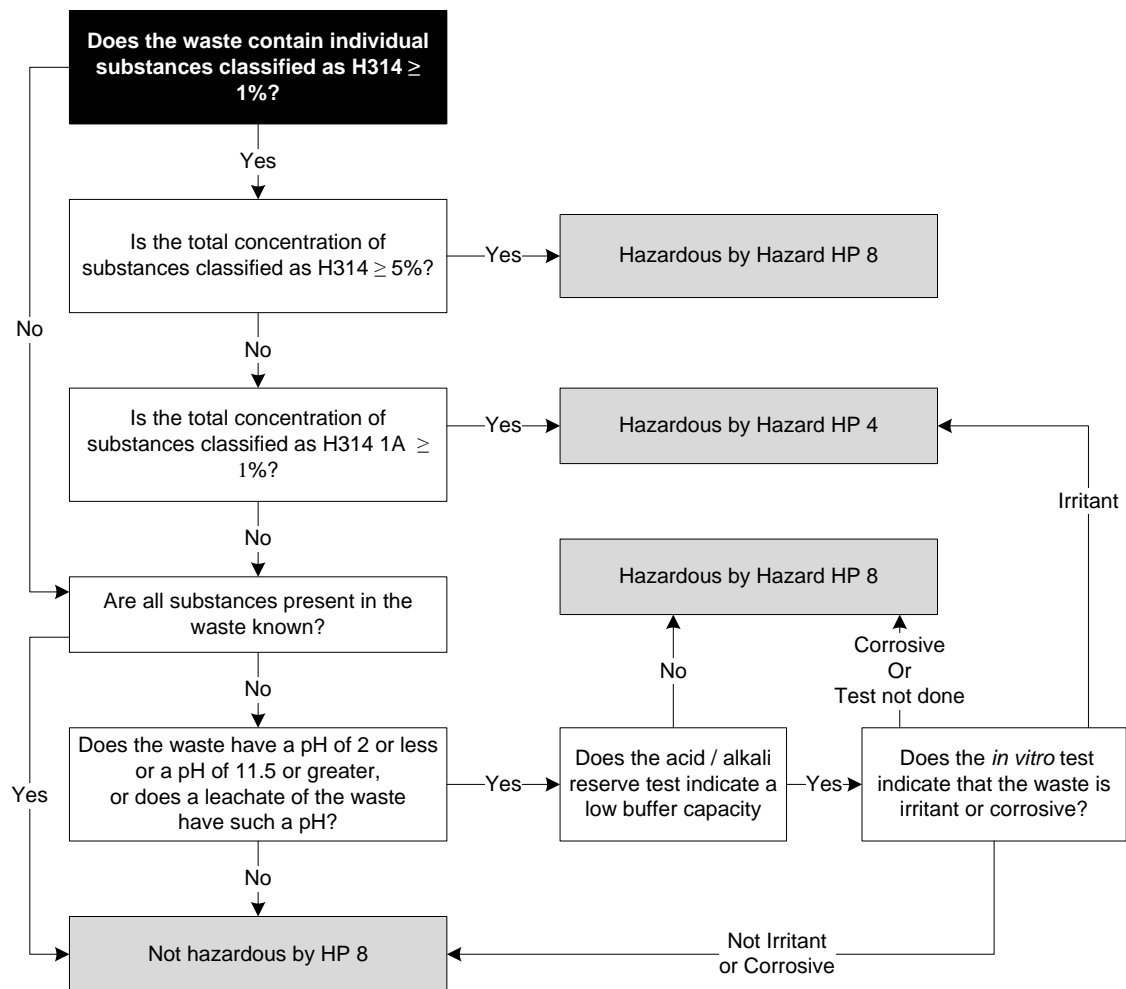 Does the waste contain individual
substances classified as H314 ≥
1%?
Yes
Is the total concentration of
substances classified as H314 ≥ 5%?
Yes
Hazardous by Hazard HP 8
No
No
Is the total concentration of
substances classified as H314 1A ≥
1%?
Yes
Hazardous by Hazard HP 4
Irritant
No
Hazardous by Hazard HP 8
Are all substances present in the
waste known?
No
No
Corrosive
Or
Test not done
Does the waste have a pH of 2 or less
or a pH of 11.5 or greater,
or does a leachate of the waste
have such a pH?
Yes
Yes
Does the acid / alkali
reserve test indicate a
low buffer capacity
Yes
Does the in vitro test
indicate that the waste is
irritant or corrosive?
No
Not hazardous by HP 8
Not Irritant
or Corrosive